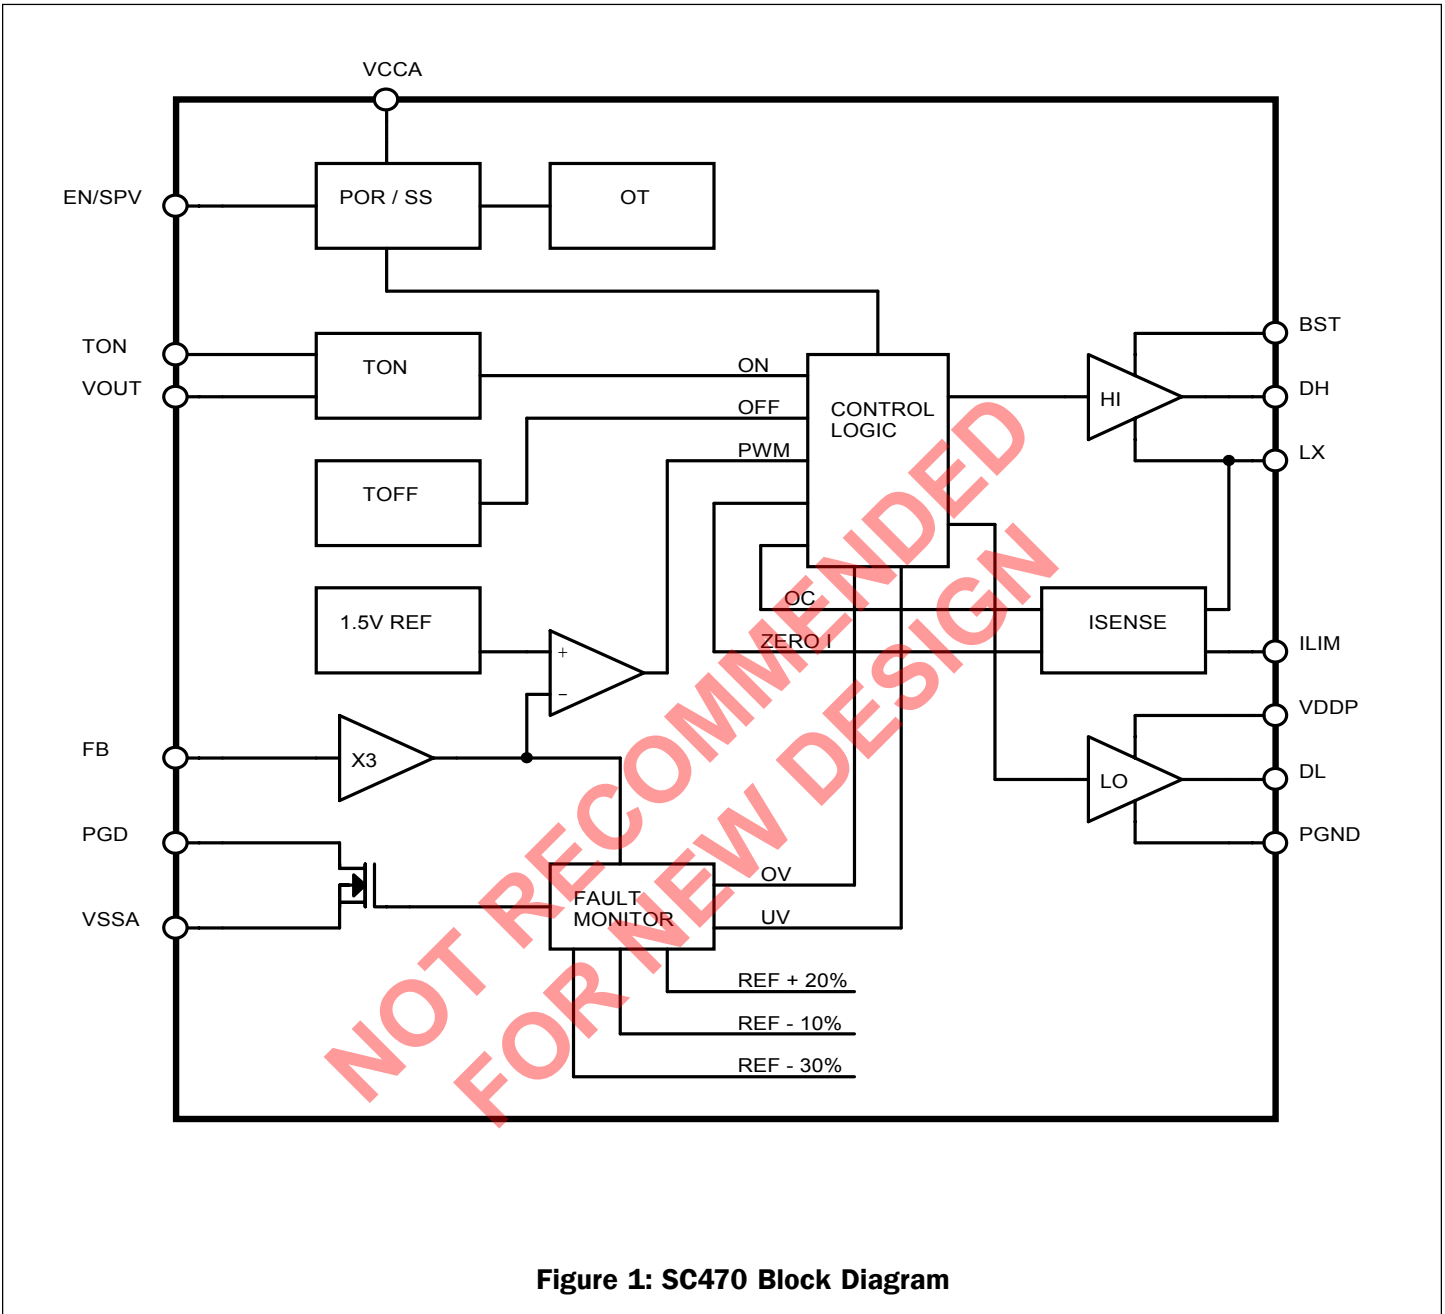 VCCA
EN/SPV
POR / SS
OT
TON
VOUT
TON
ON
BST
HI
DH
LX
OFF
CONTROL
LOGIC
PWM
TOFF
1.5V REF
+
−
OC
ZERO I
ISENSE
ILIM
VDDP
LO
DL
PGND
FB
X3
PGD
VSSA
FAULT
MONITOR
OV
UV
REF + 20%
REF - 10%
REF - 30%
NOT RECOMMENDED
FOR NEW DESIGN
Figure 1: SC470 Block Diagram